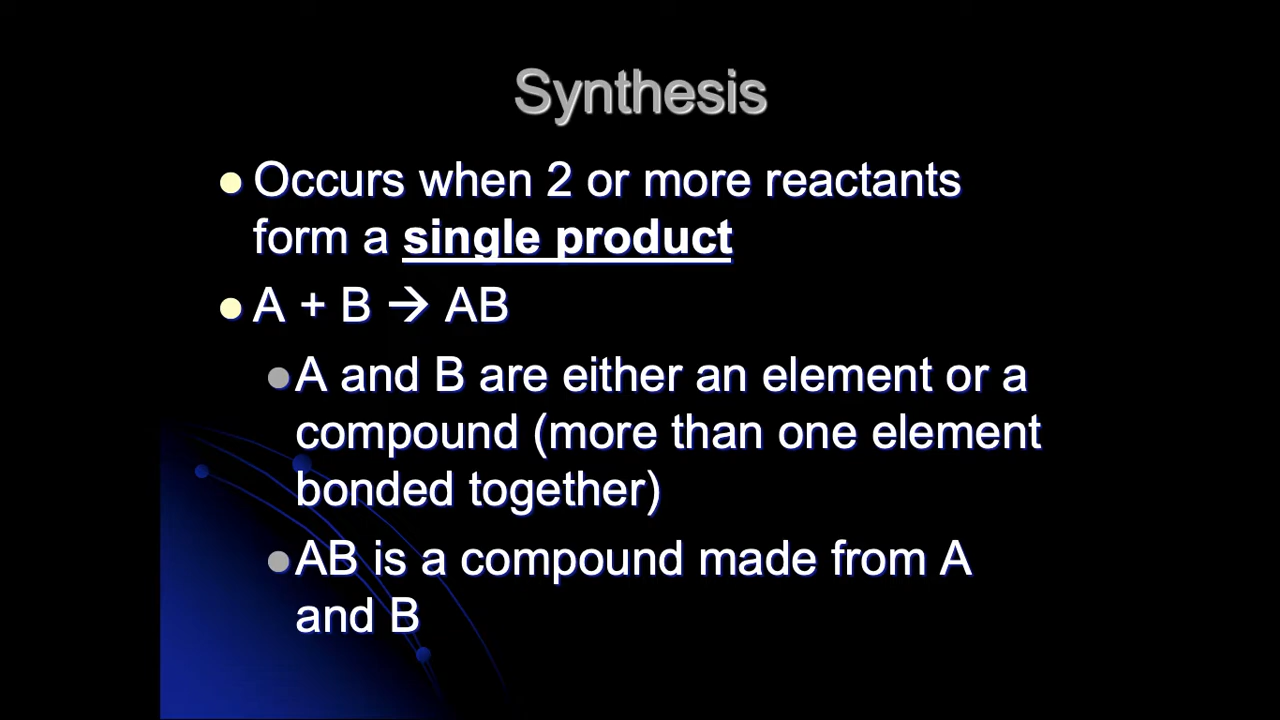 Synthesis
Occurs when 2 or more reactants
form a single product
A + B → AB
A and B are either an element or a
compound (more than one element
bonded together)
AB is a compound made from A
and B